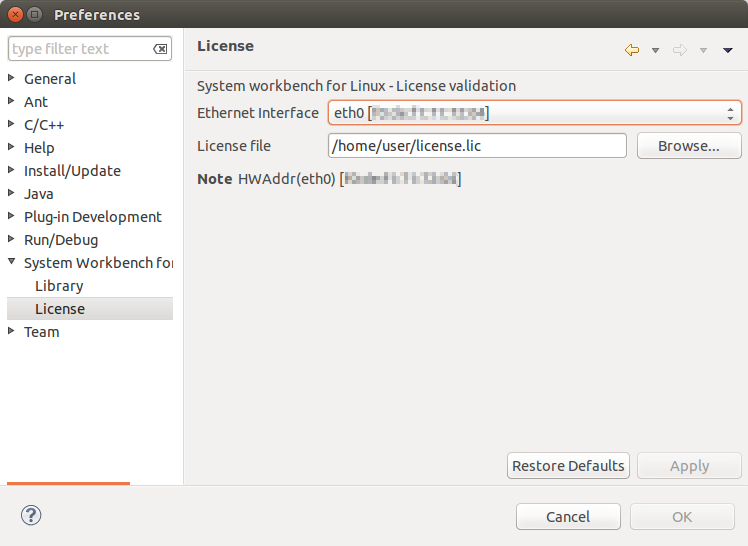 Preferences
type filter text
General
Ant
C/C++
Help
Install/Update
Java
Plug-in Development
Run/Debug
System Workbench for
Library
License
Team
License
System workbench for Linux - License validation
Ethernet Interface eth0 [
License file /home/user/license.lic Browse...
Note HWAddr(eth0) [
Restore Defaults Apply
? Cancel OK